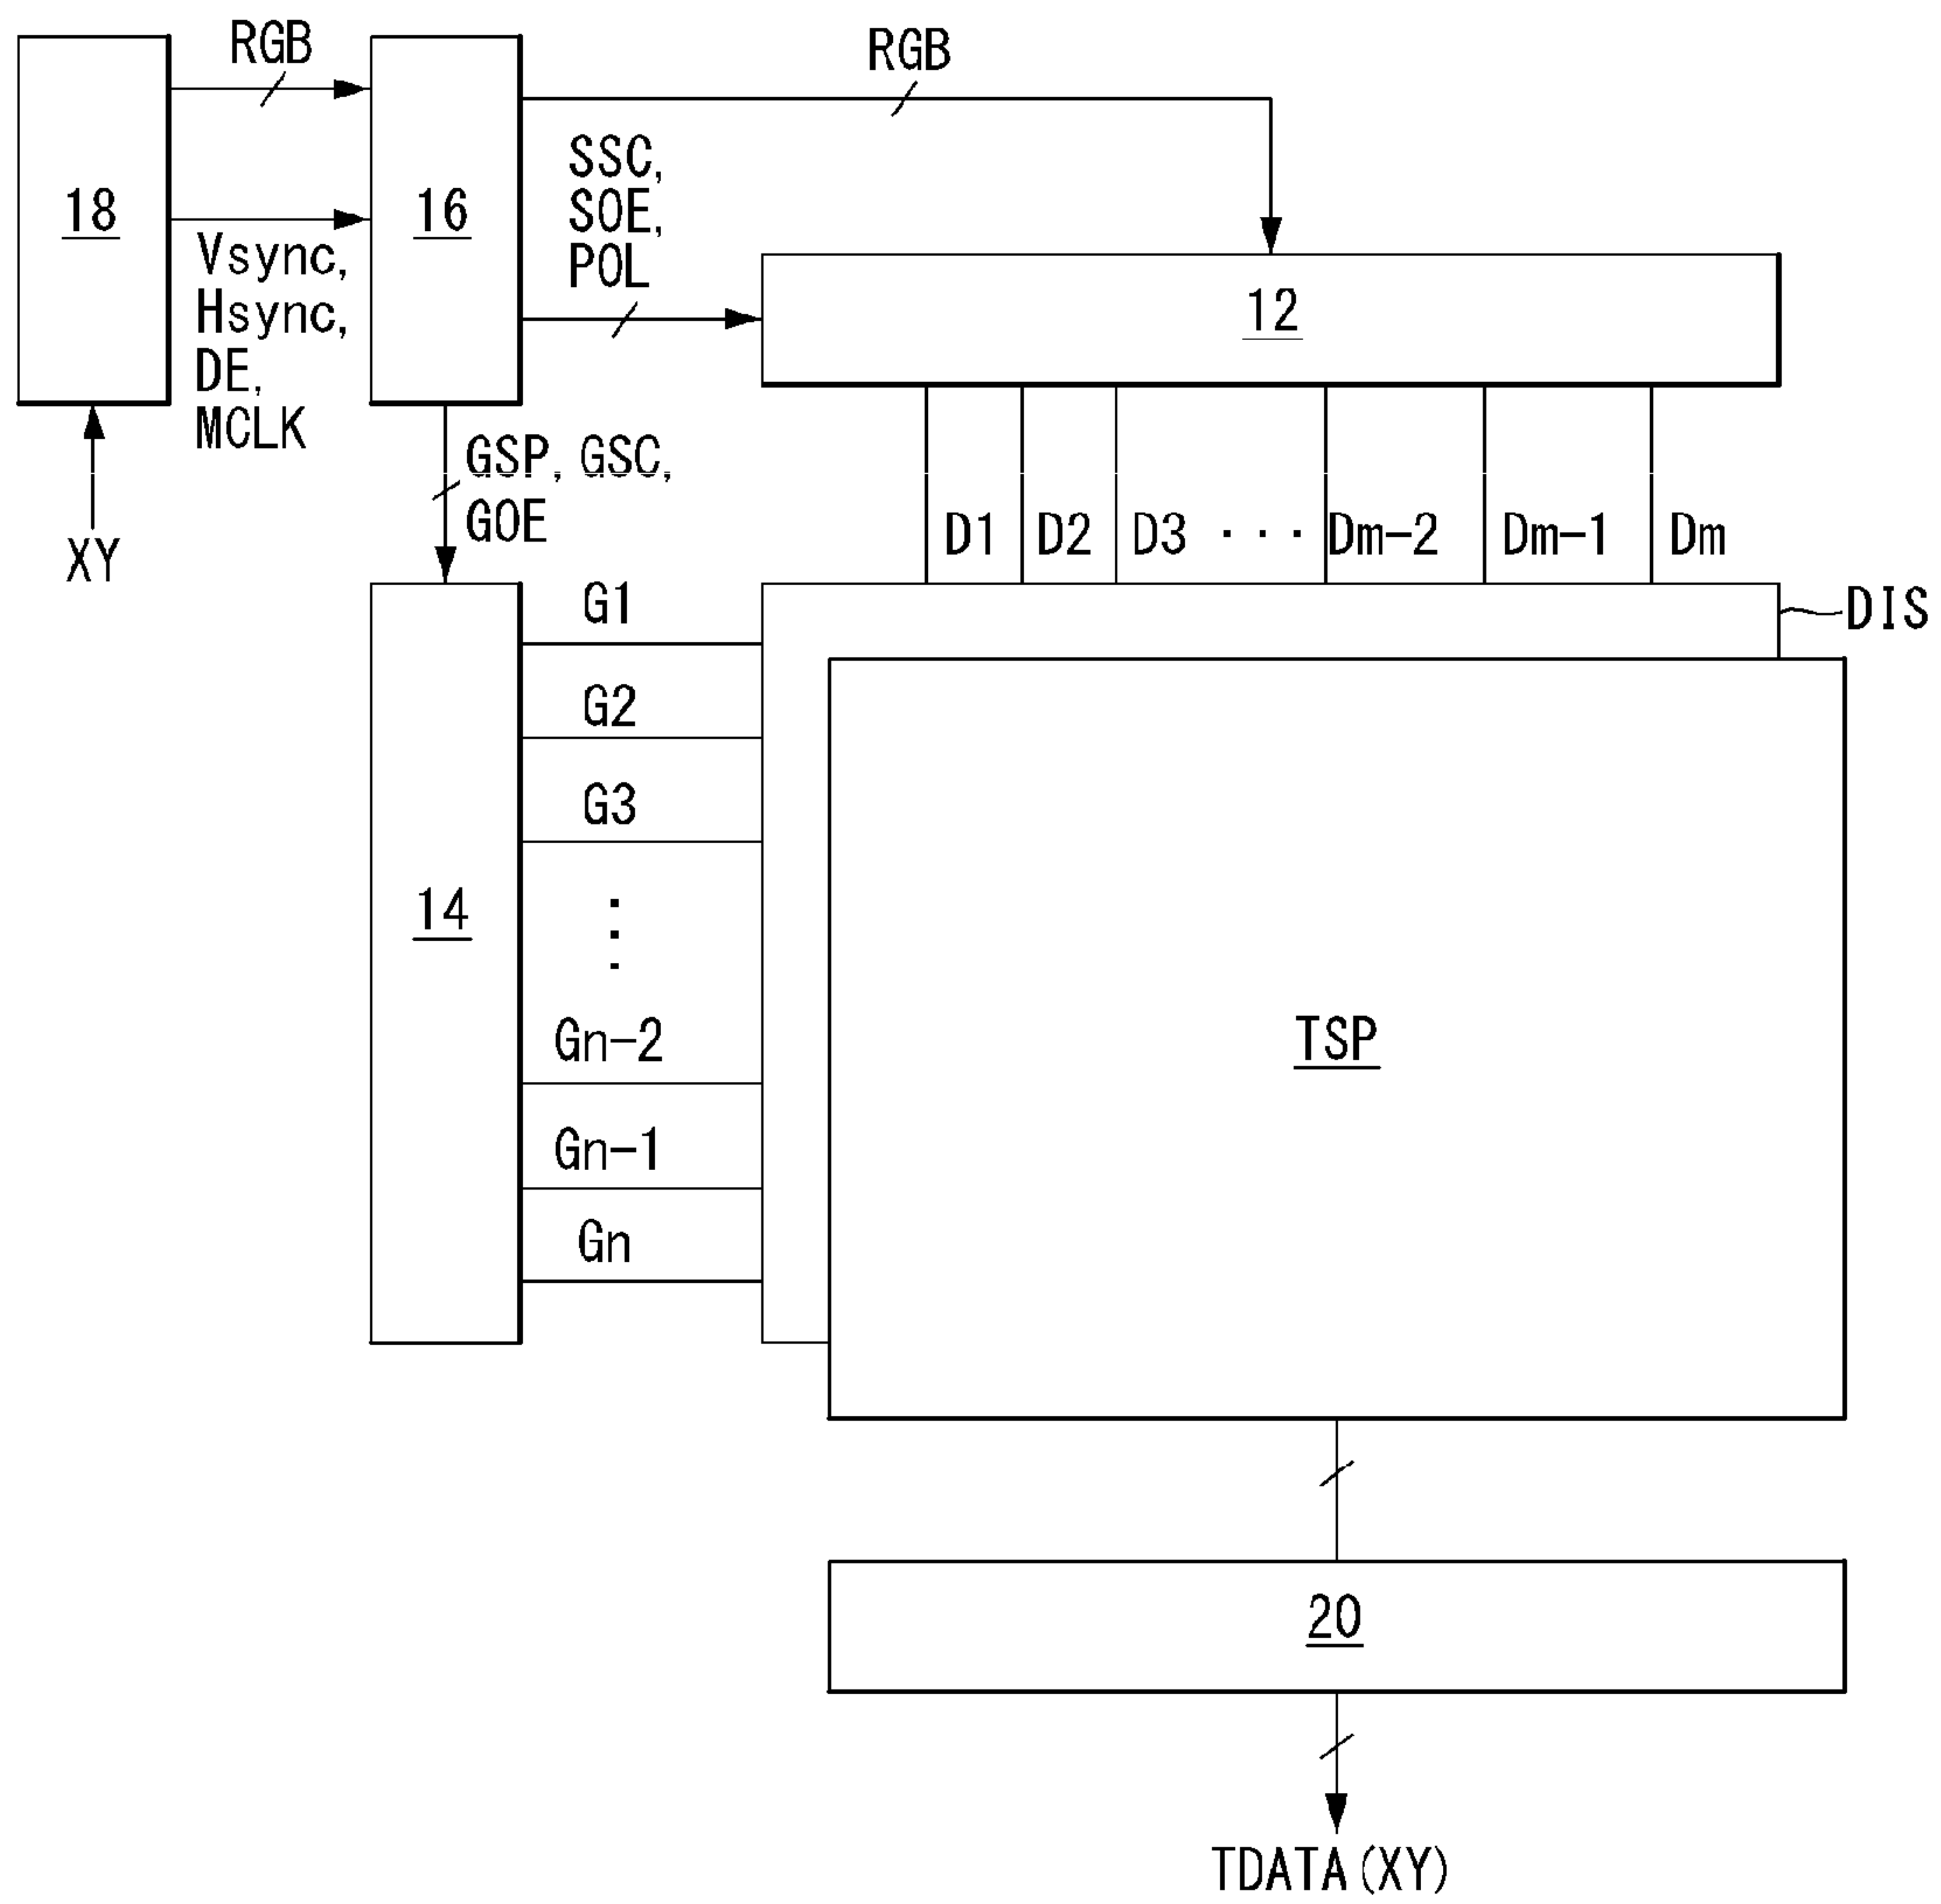 RGB
RGB
18
16
Vsync,
Hsync,
DE,
MCLK
SSC,
SOE,
POL
12
XY
GSP, GSC,
GOE
D1 D2 D3 ··· Dm-2 Dm-1 Dm
DIS
G1
G2
G3
14
Gn-2
Gn-1
Gn
TSP
20
TDATA(XY)